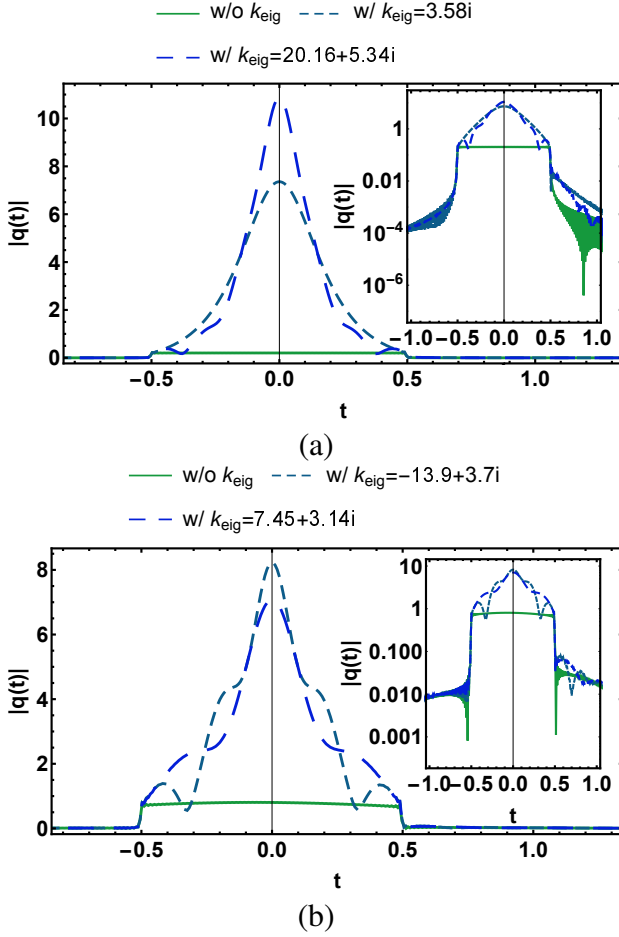 w/o k_eig w/ k_eig=3.58i
w/ k_eig=20.16+5.34i
|q(t)|
10
8
6
4
2
0
−0.5 0.0 0.5 1.0
t
|q(t)|
1
0.01
10^−4
10^−6
−1.0 −0.5 0.0 0.5 1.0
t
(a)
w/o k_eig w/ k_eig=−13.9+3.7i
w/ k_eig=7.45+3.14i
|q(t)|
8
6
4
2
0
−0.5 0.0 0.5 1.0
t
|q(t)|
10
1
0.100
0.010
0.001
−1.0 −0.5 0.0 0.5 1.0
t
(b)